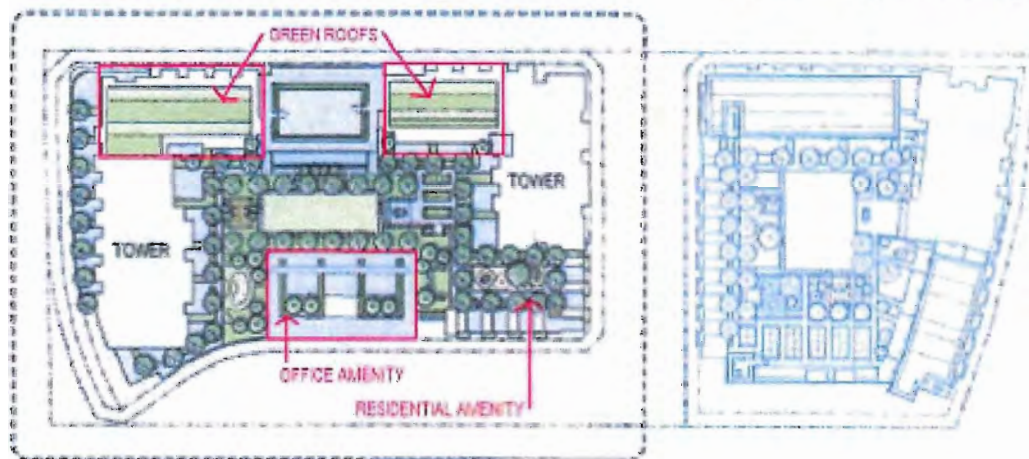 GREEN ROOFS
TOWER
TOWER
OFFICE AMENITY
RESIDENTIAL AMENITY